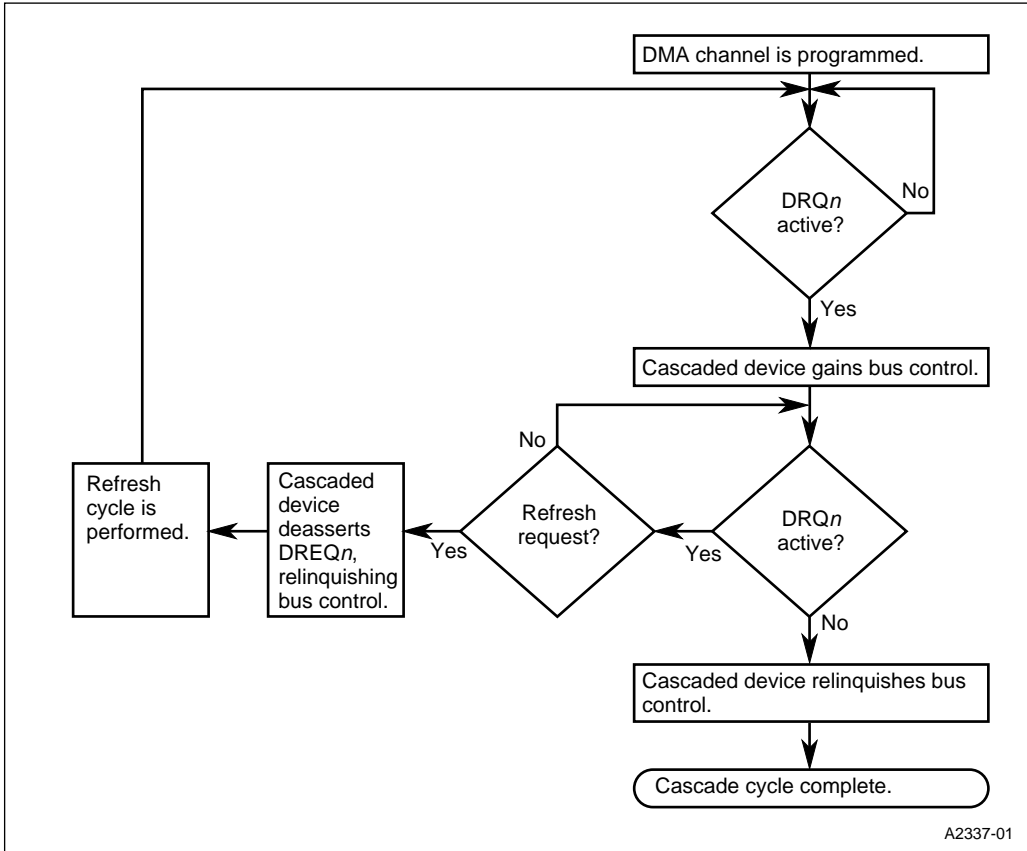 DMA channel is programmed.
DRQn
active?
No
Yes
Cascaded device gains bus control.
No
Refresh
cycle is
performed.
Cascaded
device
deasserts
DREQn,
relinquishing
bus control.
Yes
Refresh
request?
Yes
DRQn
active?
No
Cascaded device relinquishes bus
control.
Cascade cycle complete.
A2337-01